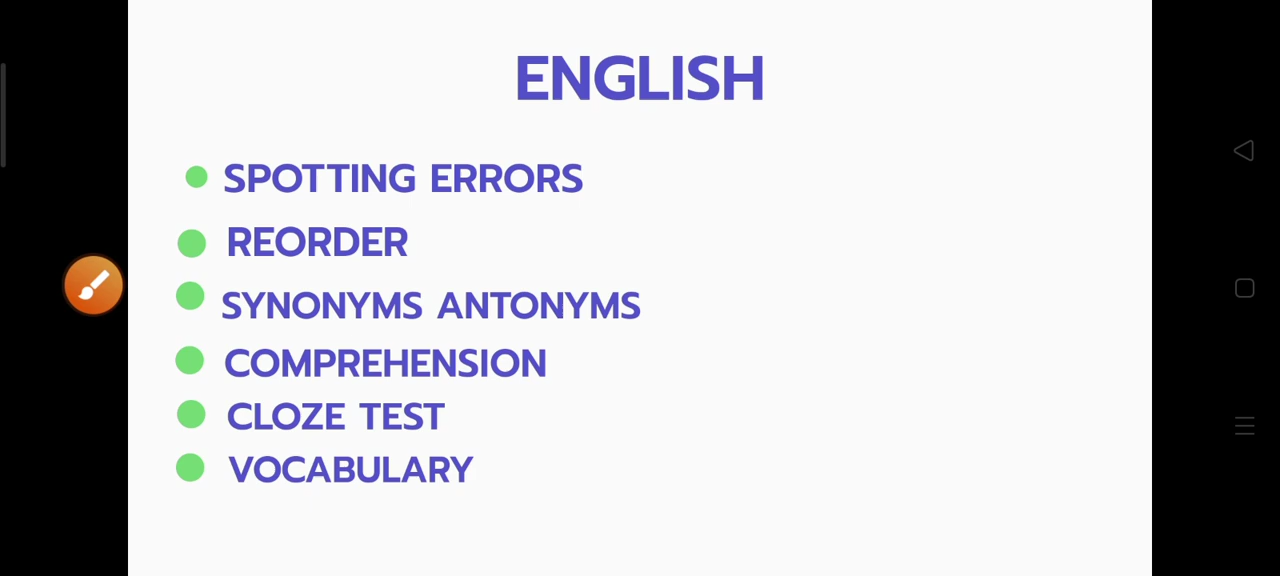 ENGLISH
SPOTTING ERRORS
REORDER
SYNONYMS ANTONYMS
COMPREHENSION
CLOZE TEST
VOCABULARY